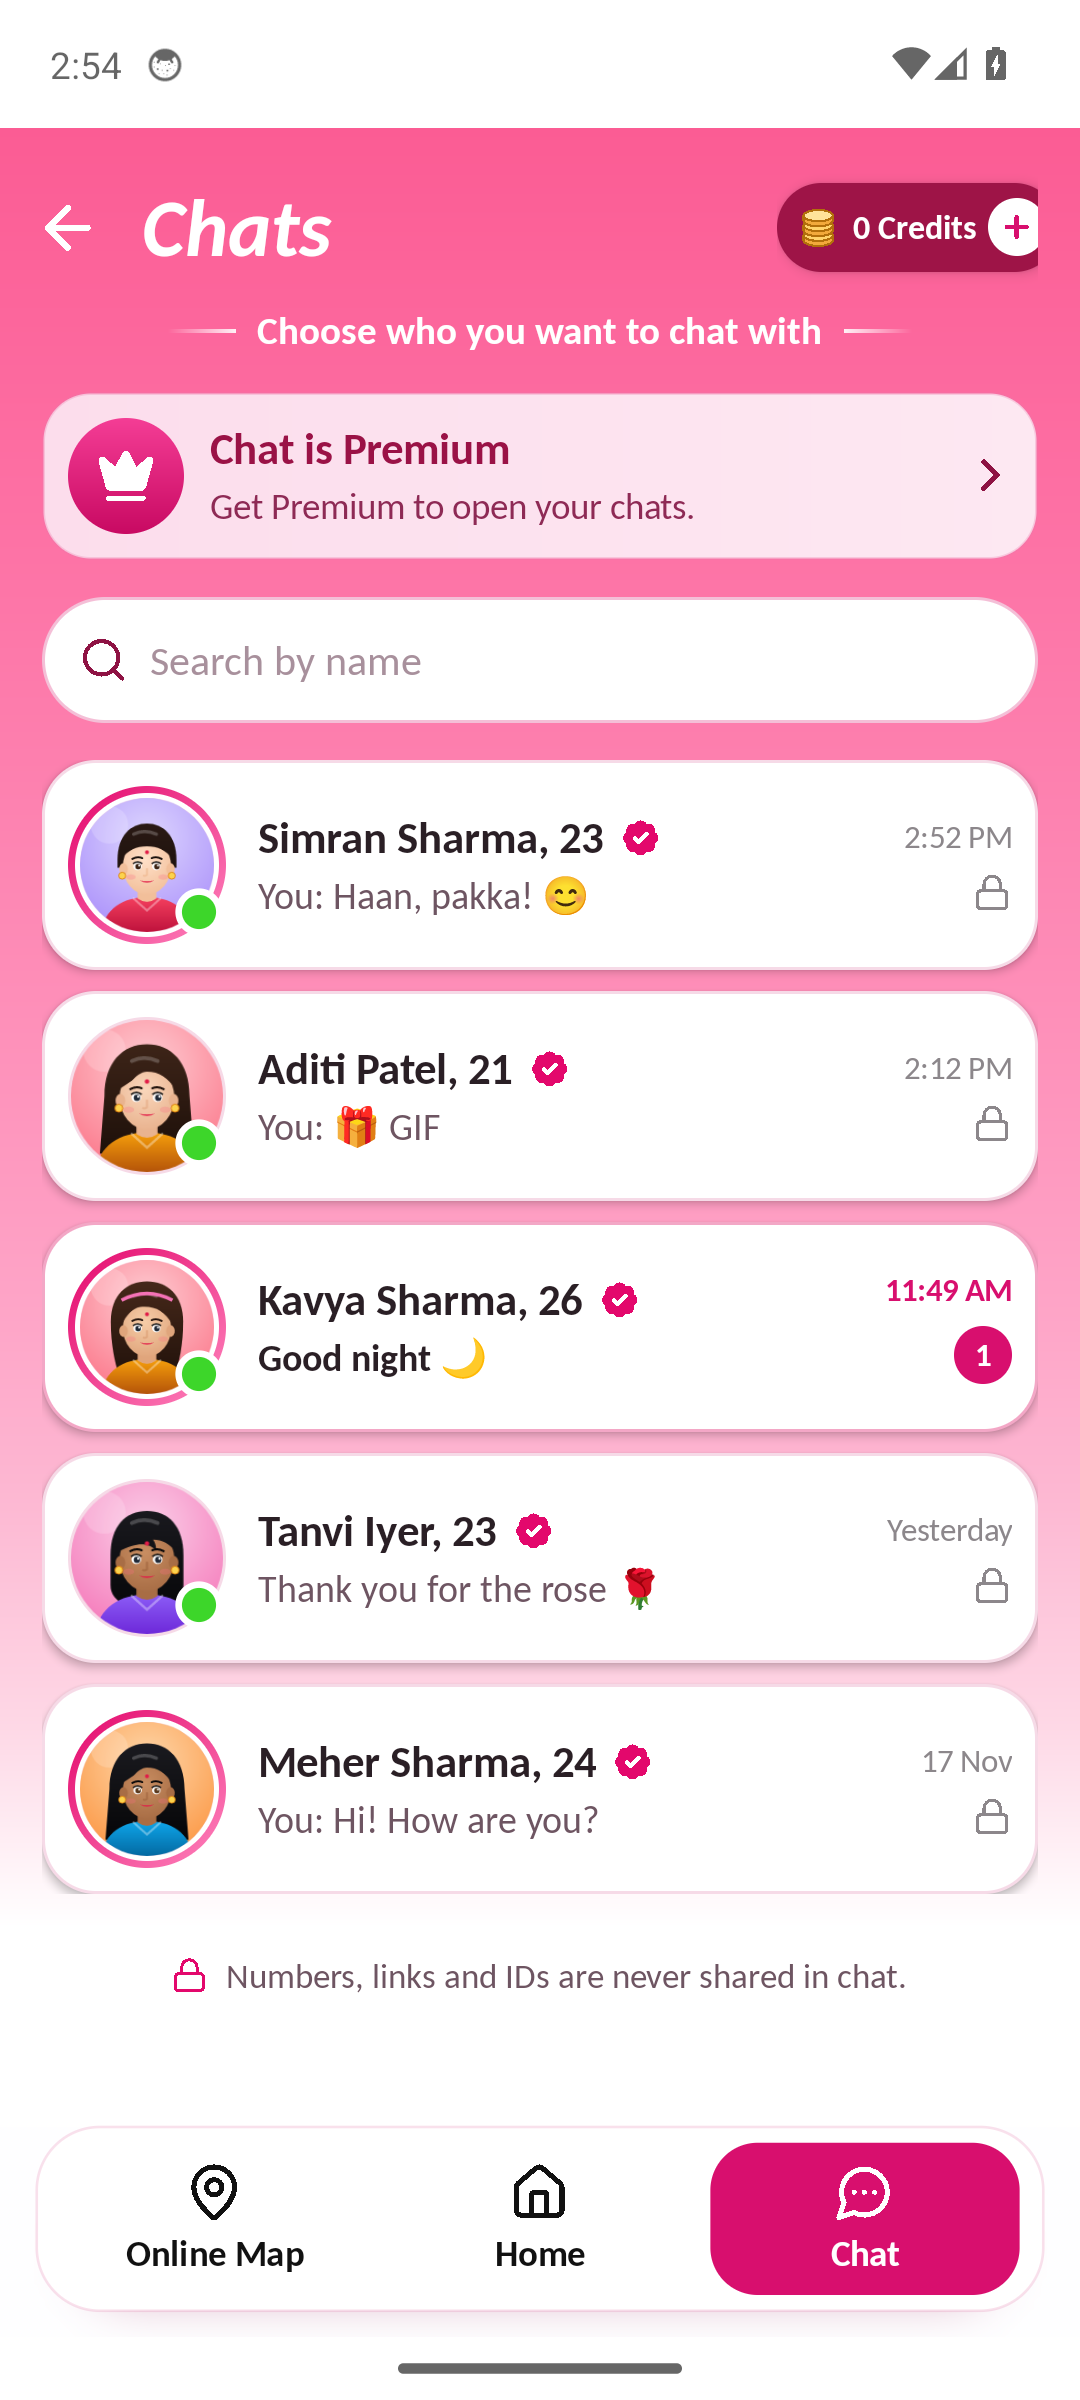 2:54
Chats
0 Credits
Choose who you want to chat with
Chat is Premium
Get Premium to open your chats.
Search by name
Simran Sharma, 23
2:52 PM
You: Haan, pakka! 😊
Aditi Patel, 21
2:12 PM
You: 🎁 GIF
Kavya Sharma, 26
11:49 AM
Good night 🌙
1
Tanvi Iyer, 23
Yesterday
Thank you for the rose 🌹
Meher Sharma, 24
17 Nov
You: Hi! How are you?
Numbers, links and IDs are never shared in chat.
Online Map
Home
Chat